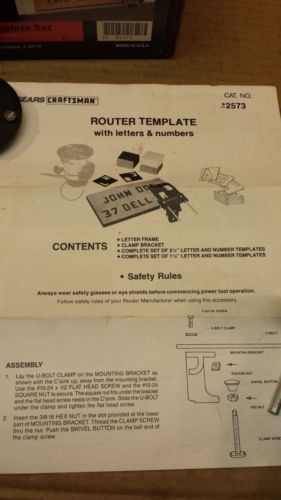 plate Set
MADE IN U.S.A.
SEARS CRAFTSMAN
CAT. NO.
92573
ROUTER TEMPLATE
with letters & numbers
JOHN DO
37 DELL
CONTENTS
• LETTER FRAME
• CLAMP BRACKET
• COMPLETE SET OF 2½" LETTER AND NUMBER TEMPLATES
• COMPLETE SET OF 1½" LETTER AND NUMBER TEMPLATES
• Safety Rules
Always wear safety glasses or eye shields before commencing power tool operation.
Follow safety rules of your Router Manufacturer when using this accessory.
FLAT HD SCREW
U-BOLT CLAMP
U-BOLT
MOUNTING BRACKET
SQUARE NUT
SWIVEL BUTTON
HEX NUT
CLAMP SCREW
ASSEMBLY
1. Lay the U-BOLT CLAMP on the MOUNTING BRACKET as
shown with the C'sink up, away from the mounting bracket.
Use the #10-24 x 1/2 FLAT HEAD SCREW and the #10-24
SQUARE NUT to secure. The square nut fits under the bracket
and the flat head screw nests in the C'sink. Slide the U-BOLT
under the clamp and tighten the flat head screw.
2. Insert the 3/8-16 HEX NUT in the slot provided at the lower
part of MOUNTING BRACKET. Thread the CLAMP SCREW
thru the nut. Push the SWIVEL BUTTON on the ball end of
the clamp screw.